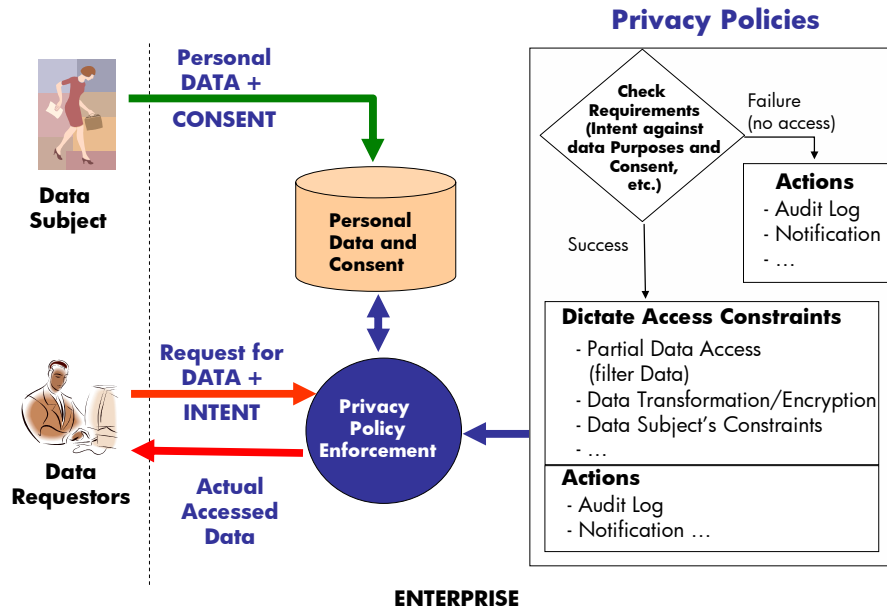 Privacy Policies
Personal
DATA +
CONSENT
Data
Subject
Personal
Data and
Consent
Request for
DATA +
INTENT
Data
Requestors
Privacy
Policy
Enforcement
Actual
Accessed
Data
Check
Requirements
(Intent against
data Purposes and
Consent,
etc.)
Failure
(no access)
Actions
- Audit Log
- Notification
- …
Success
Dictate Access Constraints
- Partial Data Access
(filter Data)
- Data Transformation/Encryption
- Data Subject's Constraints
- …
Actions
- Audit Log
- Notification …
ENTERPRISE